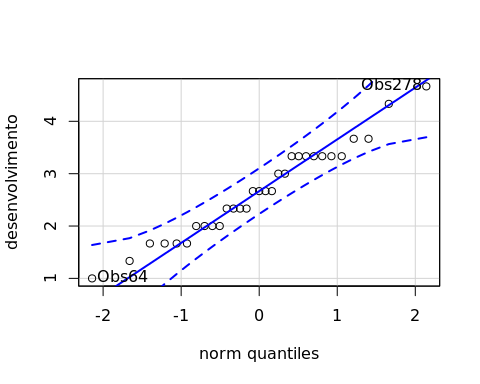 Obs278
4
3
2
1
Obs64
desenvolvimento
-2 -1 0 1 2
norm quantiles